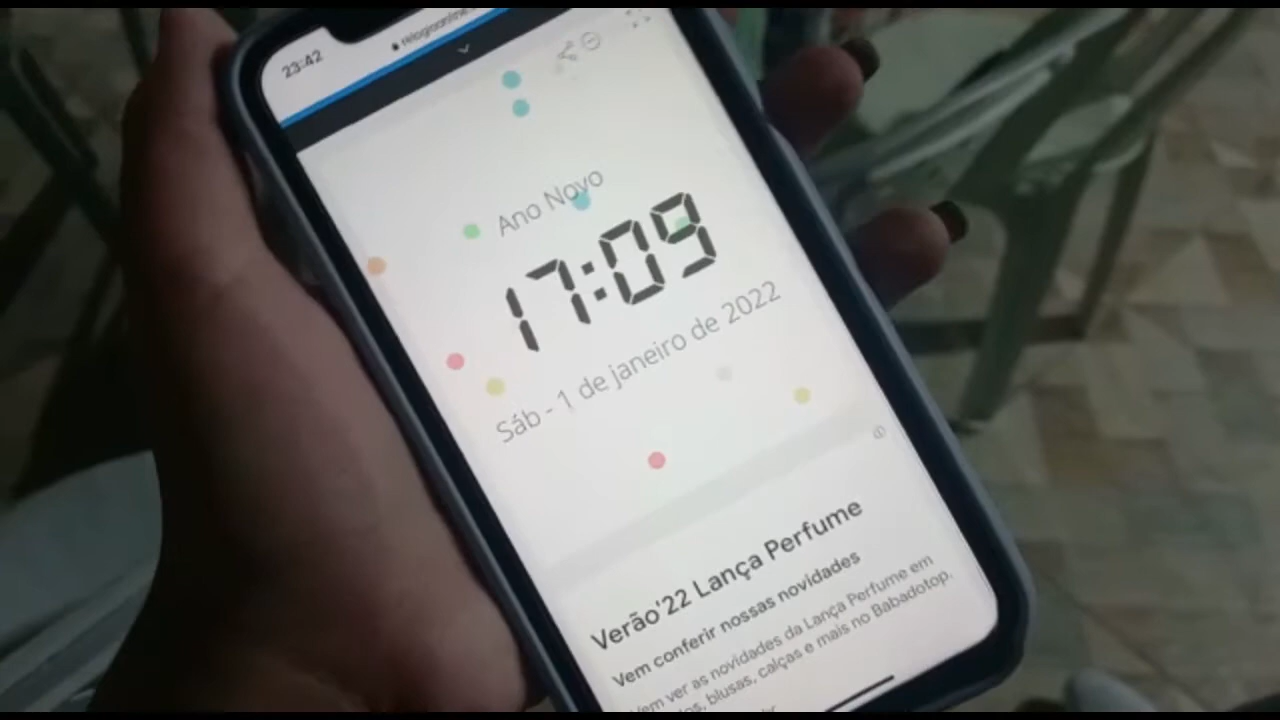 23:42
relogioonline.
Ano Novo
17:09
Sáb - 1 de janeiro de 2022
Verão'22 Lança Perfume
Vem conferir nossas novidades
Vem ver as novidades da Lança Perfume em
blusas, calças e mais no Babadotop.